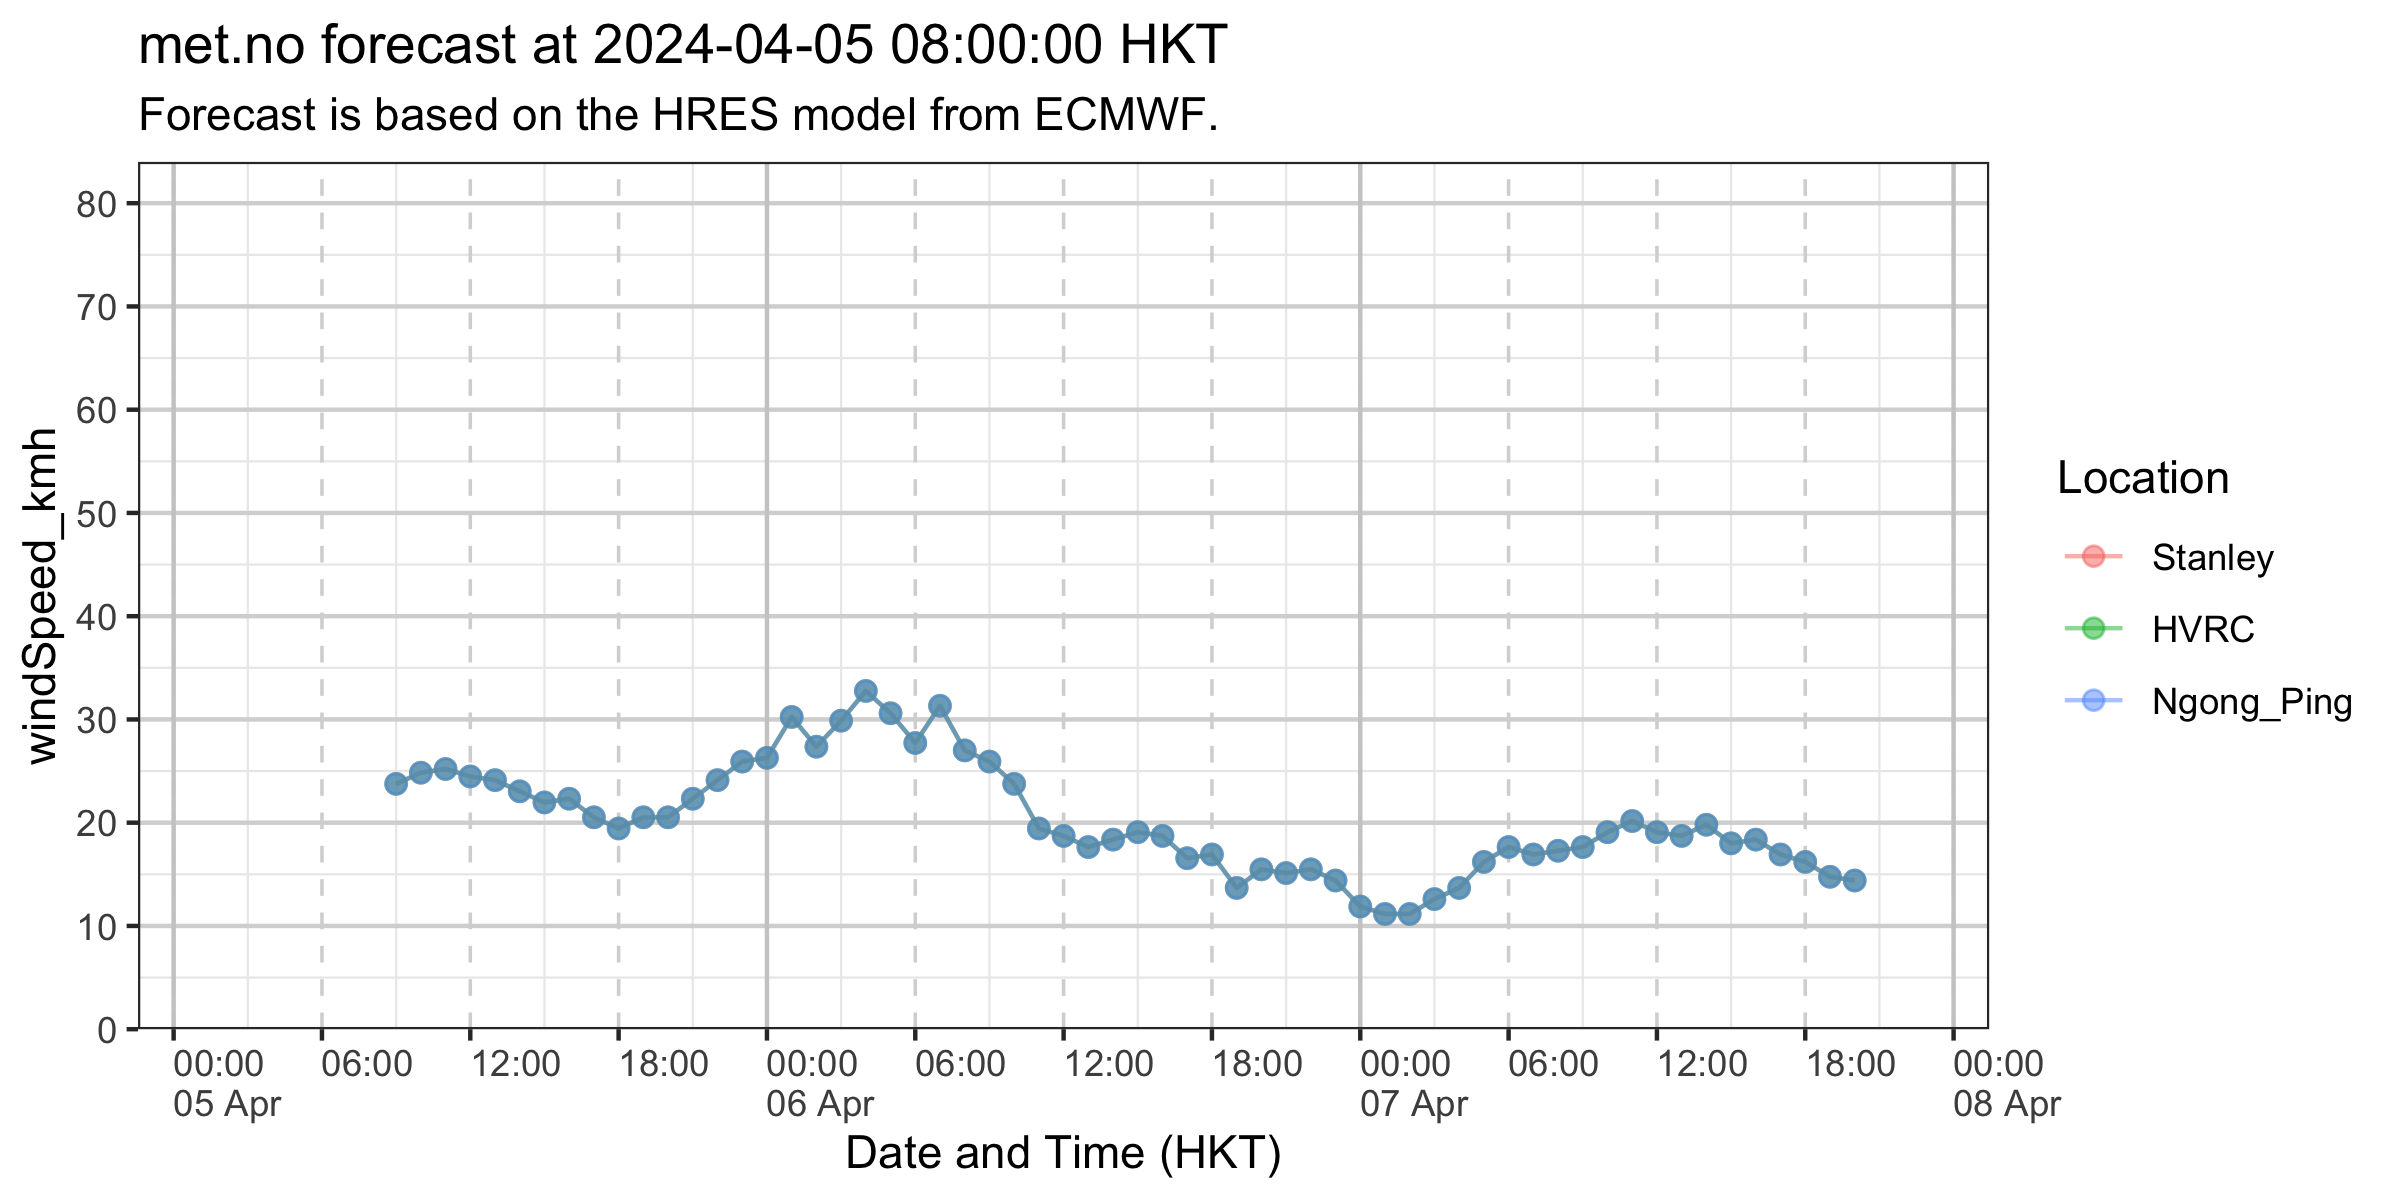 met.no forecast at 2024-04-05 08:00:00 HKT
Forecast is based on the HRES model from ECMWF.
windSpeed_kmh
80
70
60
50
40
30
20
10
0
00:00 06:00 12:00 18:00 00:00 06:00 12:00 18:00 00:00 06:00 12:00 18:00 00:00
05 Apr 06 Apr 07 Apr 08 Apr
Date and Time (HKT)
Location
Stanley
HVRC
Ngong_Ping